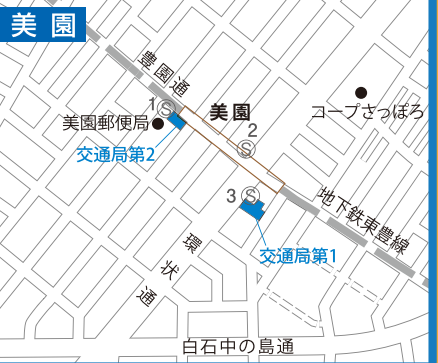 美園
豊園通
1 Ⓢ
美園
コープさっぽろ
美園郵便局
2
Ⓢ
交通局第2
3 Ⓢ
地下鉄東豊線
環状通
交通局第1
白石中の島通